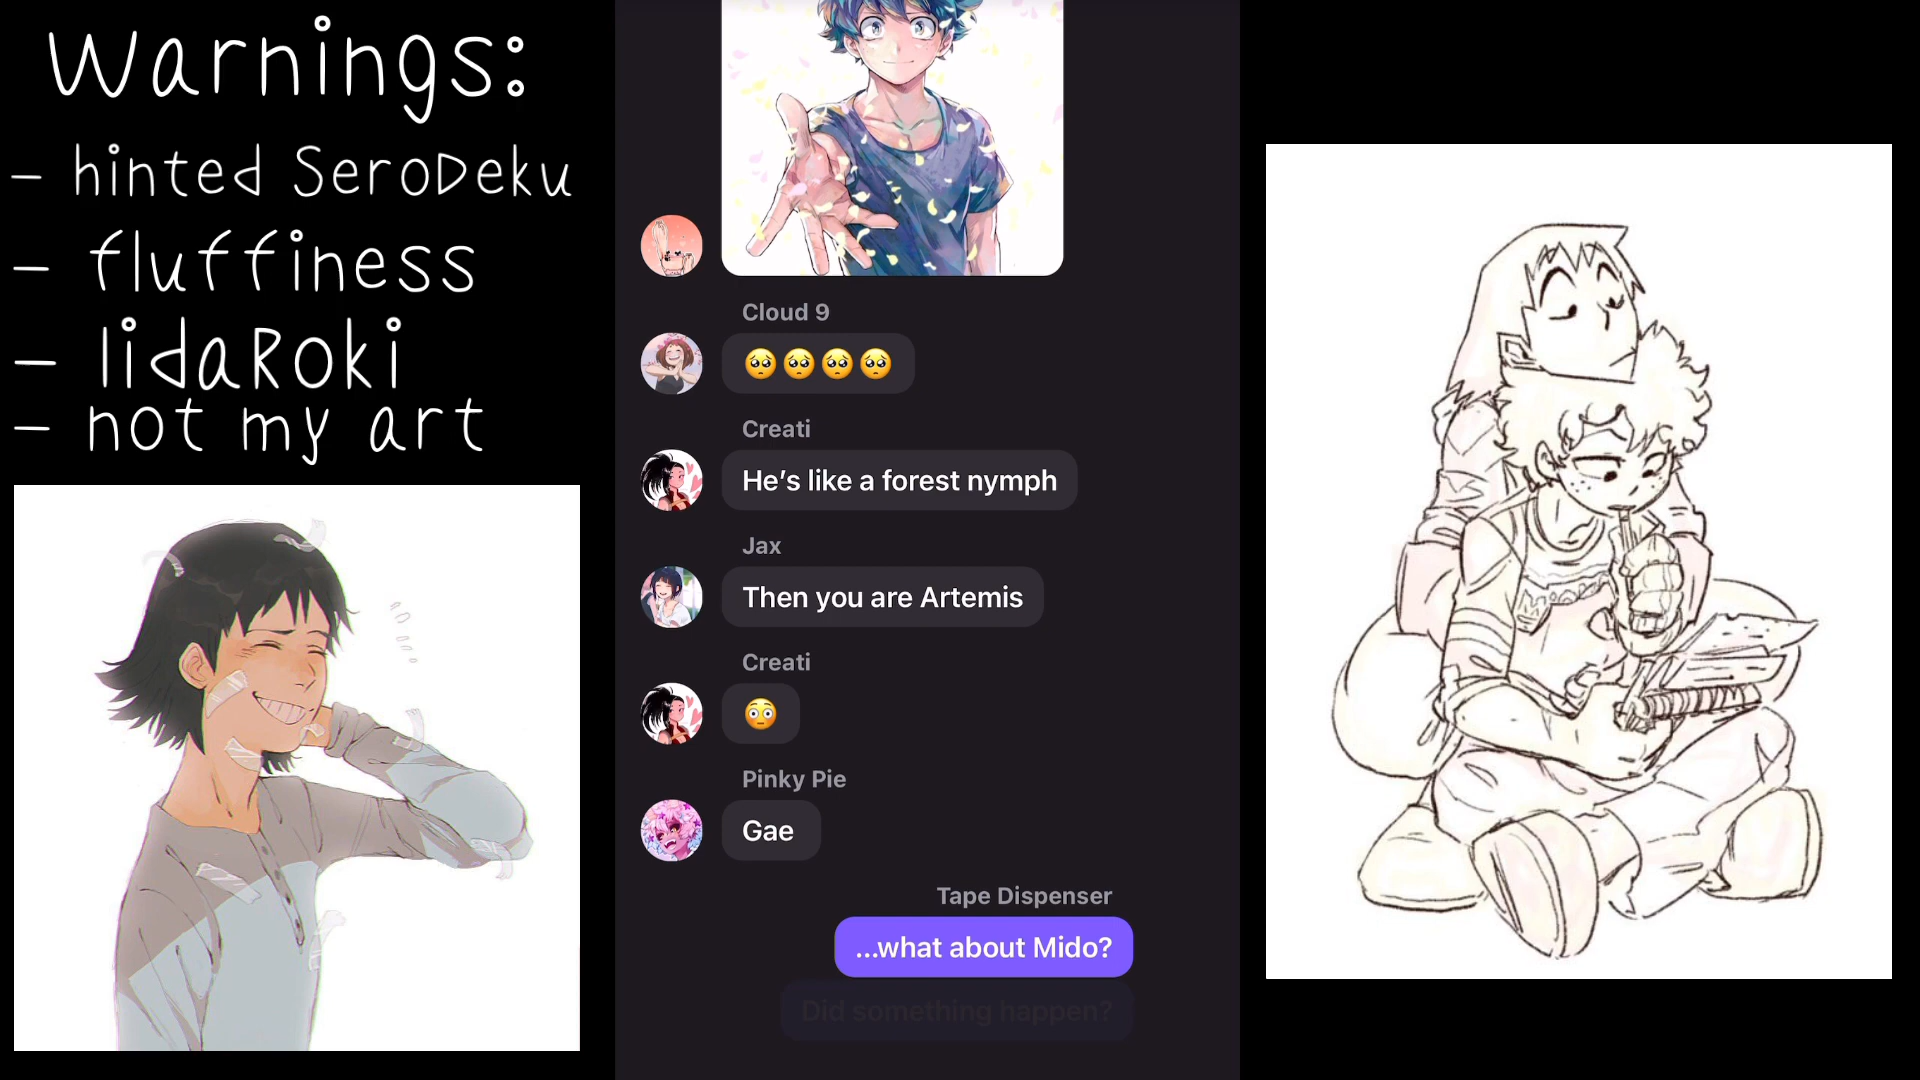 Warnings:
- hinted SeroDeku
- fluffiness
- IidaRoki
- not my art
Cloud 9
🥺🥺🥺🥺
Creati
He's like a forest nymph
Jax
Then you are Artemis
Creati
😳
Pinky Pie
Gae
Tape Dispenser
...what about Mido?
Did something happen?